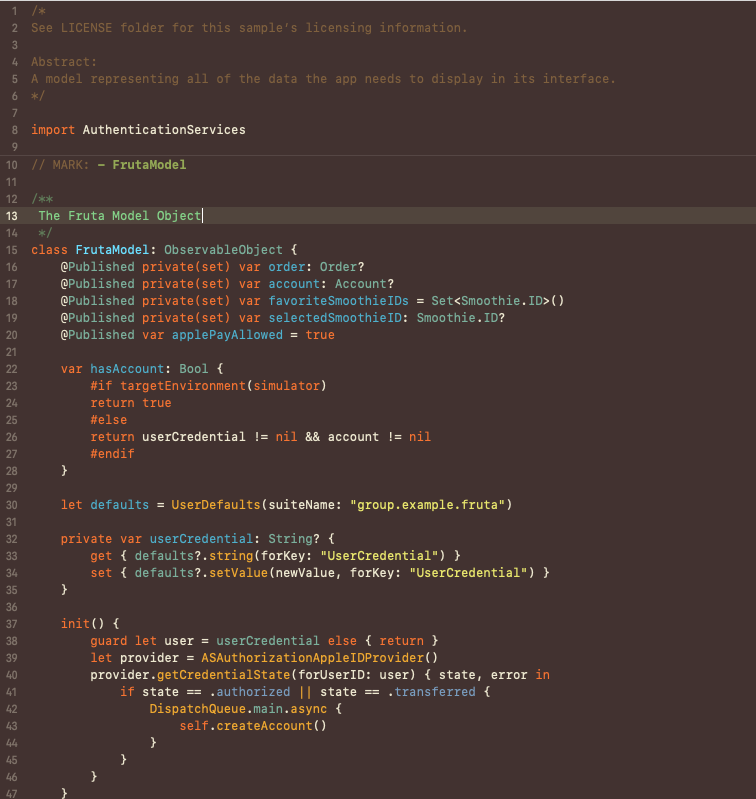 1 /*
2 See LICENSE folder for this sample's licensing information.
3
4 Abstract:
5 A model representing all of the data the app needs to display in its interface.
6 */
7
8 import AuthenticationServices
9
10 // MARK: - FrutaModel
11
12 /**
13  The Fruta Model Object
14  */
15 class FrutaModel: ObservableObject {
16     @Published private(set) var order: Order?
17     @Published private(set) var account: Account?
18     @Published private(set) var favoriteSmoothieIDs = Set<Smoothie.ID>()
19     @Published private(set) var selectedSmoothieID: Smoothie.ID?
20     @Published var applePayAllowed = true
21
22     var hasAccount: Bool {
23         #if targetEnvironment(simulator)
24         return true
25         #else
26         return userCredential != nil && account != nil
27         #endif
28     }
29
30     let defaults = UserDefaults(suiteName: "group.example.fruta")
31
32     private var userCredential: String? {
33         get { defaults?.string(forKey: "UserCredential") }
34         set { defaults?.setValue(newValue, forKey: "UserCredential") }
35     }
36
37     init() {
38         guard let user = userCredential else { return }
39         let provider = ASAuthorizationAppleIDProvider()
40         provider.getCredentialState(forUserID: user) { state, error in
41             if state == .authorized || state == .transferred {
42                 DispatchQueue.main.async {
43                     self.createAccount()
44                 }
45             }
46         }
47     }